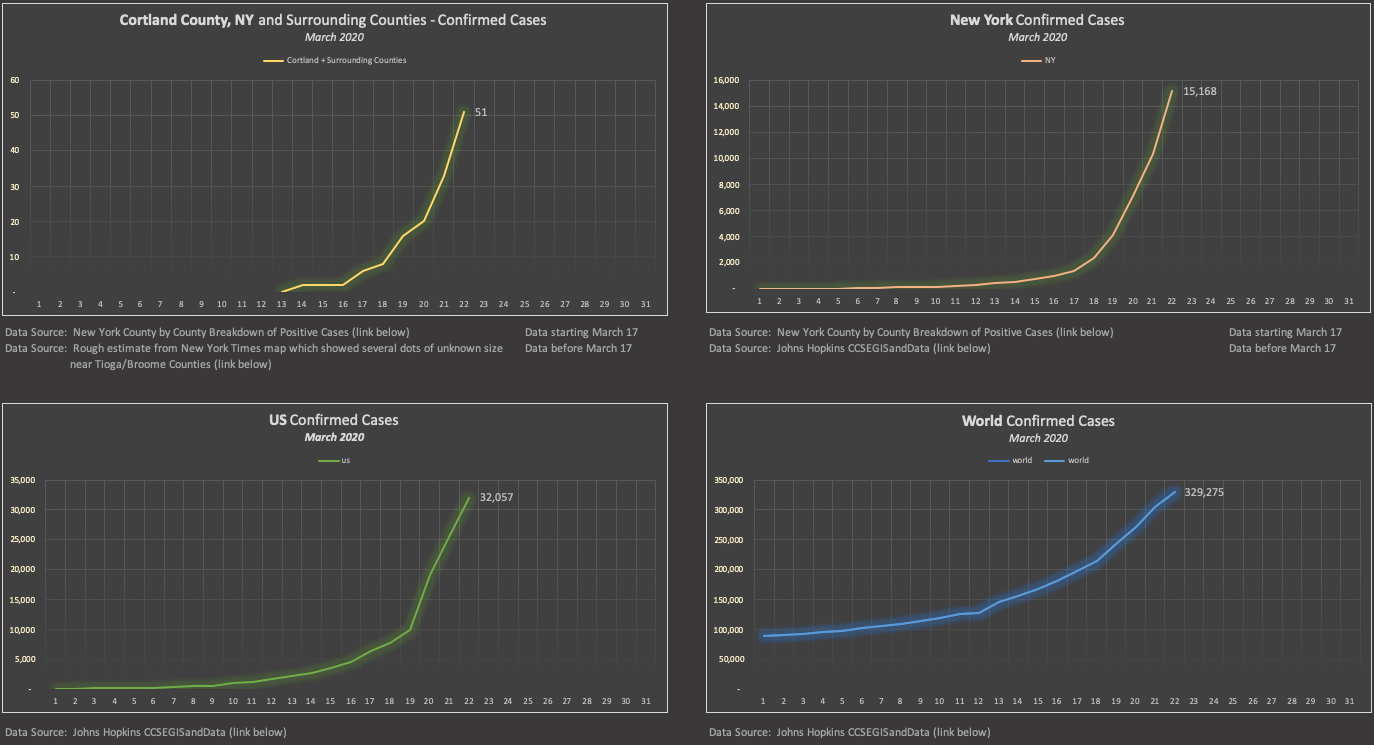 Cortland County, NY and Surrounding Counties - Confirmed Cases
March 2020
Cortland + Surrounding Counties
60
50
40
30
20
10
-
1 2 3 4 5 6 7 8 9 10 11 12 13 14 15 16 17 18 19 20 21 22 23 24 25 26 27 28 29 30 31
51
Data Source: New York County by County Breakdown of Positive Cases (link below) Data starting March 17
Data Source: Rough estimate from New York Times map which showed several dots of unknown size Data before March 17
near Tioga/Broome Counties (link below)
New York Confirmed Cases
March 2020
NY
16,000
14,000
12,000
10,000
8,000
6,000
4,000
2,000
-
1 2 3 4 5 6 7 8 9 10 11 12 13 14 15 16 17 18 19 20 21 22 23 24 25 26 27 28 29 30 31
15,168
Data Source: New York County by County Breakdown of Positive Cases (link below) Data starting March 17
Data Source: Johns Hopkins CCSEGISandData (link below) Data before March 17
US Confirmed Cases
March 2020
us
35,000
30,000
25,000
20,000
15,000
10,000
5,000
-
1 2 3 4 5 6 7 8 9 10 11 12 13 14 15 16 17 18 19 20 21 22 23 24 25 26 27 28 29 30 31
32,057
Data Source: Johns Hopkins CCSEGISandData (link below)
World Confirmed Cases
March 2020
world world
350,000
300,000
250,000
200,000
150,000
100,000
50,000
-
1 2 3 4 5 6 7 8 9 10 11 12 13 14 15 16 17 18 19 20 21 22 23 24 25 26 27 28 29 30 31
329,275
Data Source: Johns Hopkins CCSEGISandData (link below)